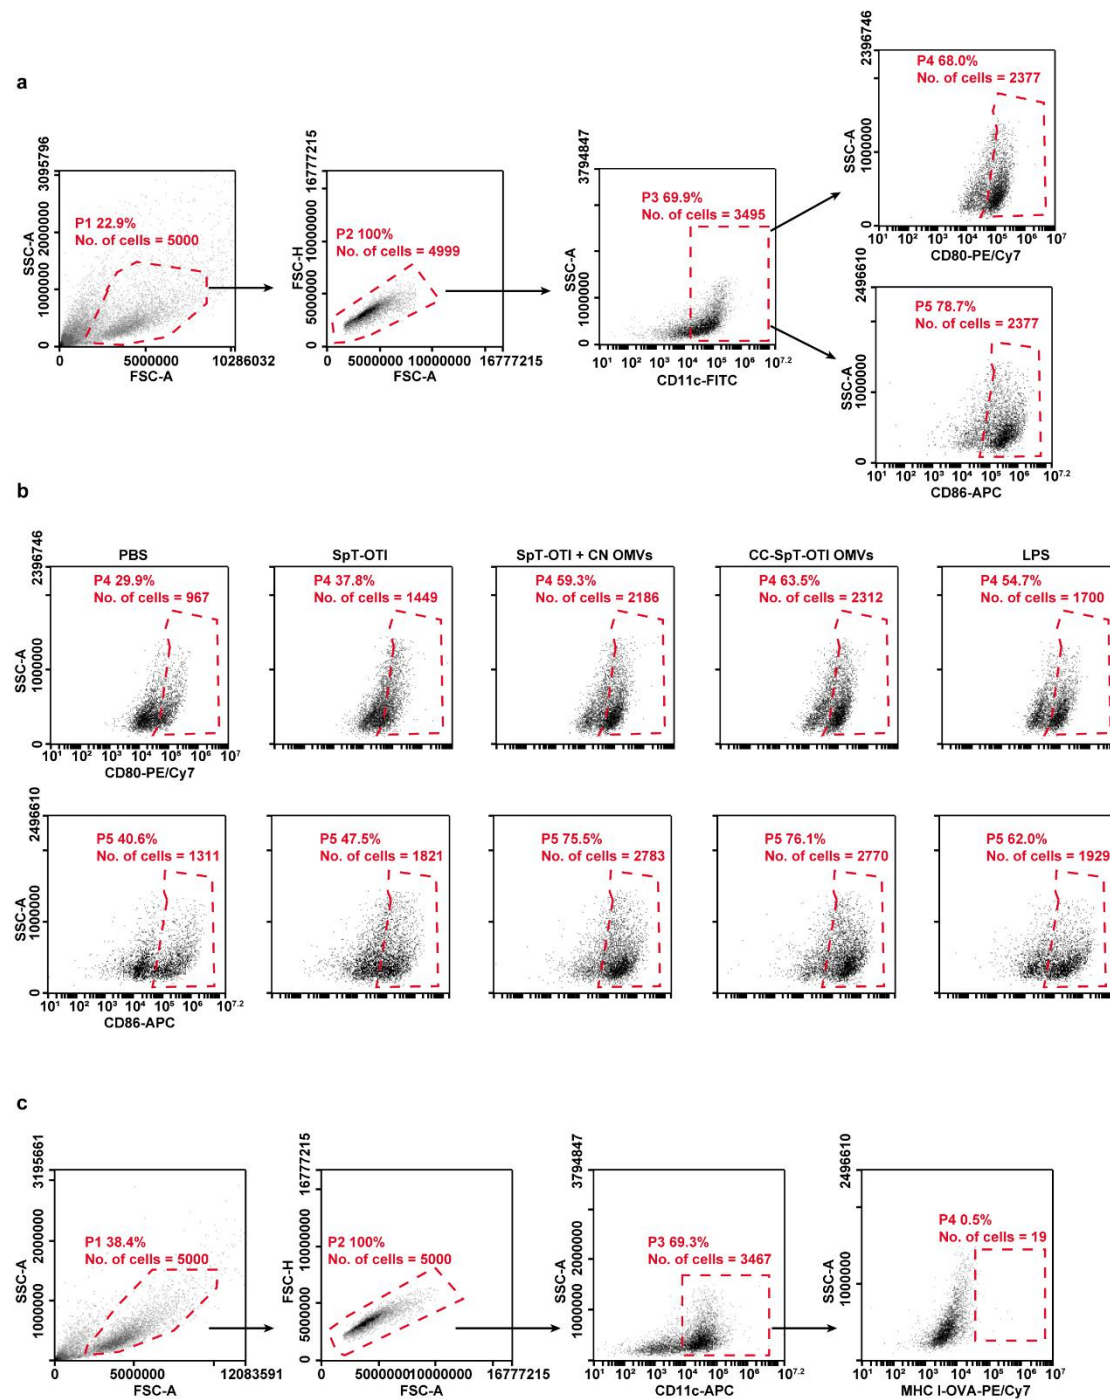 a
SSC-A
3095796
20000000
1000000
0
P1 22.9%
No. of cells = 5000
0
5000000
10286032
FSC-A
FSC-H
16777215
10000000
5000000
0
P2 100%
No. of cells = 4999
0
5000000
100000000
16777215
FSC-A
SSC-A
3794847
1000000
0
P3 69.9%
No. of cells = 3495
10¹ 10² 10³ 10⁴ 10⁵ 10⁶ 10⁷·²
CD11c-FITC
SSC-A
2396746
1000000
0
P4 68.0%
No. of cells = 2377
10¹ 10² 10³ 10⁴ 10⁵ 10⁶ 10⁷
CD80-PE/Cy7
SSC-A
2496610
1000000
0
P5 78.7%
No. of cells = 2377
10¹ 10² 10³ 10⁴ 10⁵ 10⁶ 10⁷·²
CD86-APC
b
PBS
SpT-OTI
SpT-OTI + CN OMVs
CC-SpT-OTI OMVs
LPS
SSC-A
2396746
1000000
0
P4 29.9%
No. of cells = 967
10¹ 10² 10³ 10⁴ 10⁵ 10⁶ 10⁷
CD80-PE/Cy7
P4 37.8%
No. of cells = 1449
P4 59.3%
No. of cells = 2186
P4 63.5%
No. of cells = 2312
P4 54.7%
No. of cells = 1700
SSC-A
2496610
1000000
0
P5 40.6%
No. of cells = 1311
10¹ 10² 10³ 10⁴ 10⁵ 10⁶ 10⁷·²
CD86-APC
P5 47.5%
No. of cells = 1821
P5 75.5%
No. of cells = 2783
P5 76.1%
No. of cells = 2770
P5 62.0%
No. of cells = 1929
c
SSC-A
3195661
2000000
1000000
0
P1 38.4%
No. of cells = 5000
0
5000000
12083591
FSC-A
FSC-H
16777215
10000000
5000000
0
P2 100%
No. of cells = 5000
0
5000000
10000000
16777215
FSC-A
SSC-A
3794847
20000000
1000000
0
P3 69.3%
No. of cells = 3467
10¹ 10² 10³ 10⁴ 10⁵ 10⁶ 10⁷·²
CD11c-APC
SSC-A
2496610
1000000
0
P4 0.5%
No. of cells = 19
10¹ 10² 10³ 10⁴ 10⁵ 10⁶ 10⁷
MHC I-OVA-PE/Cy7